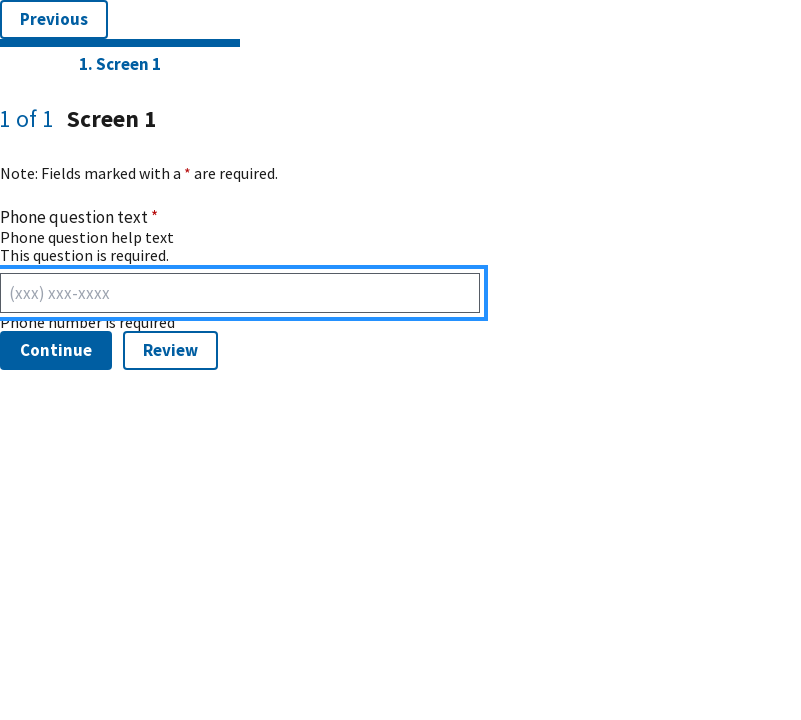 Previous
1. Screen 1
1 of 1 Screen 1
Note: Fields marked with a * are required.
Phone question text *
Phone question help text
This question is required.
(xxx) xxx-xxxx
Phone number is required
Continue Review